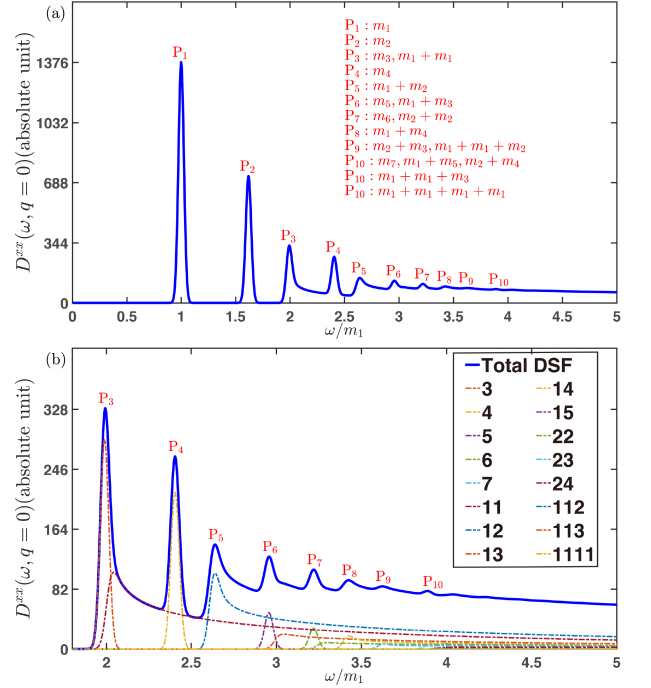 (a)
P₁ : m₁
P₂ : m₂
P₃ : m₃, m₁ + m₁
P₄ : m₄
P₅ : m₁ + m₂
P₆ : m₅, m₁ + m₃
P₇ : m₆, m₂ + m₂
P₈ : m₁ + m₄
P₉ : m₂ + m₃, m₁ + m₁ + m₂
P₁₀ : m₇, m₁ + m₅, m₂ + m₄
P₁₀ : m₁ + m₁ + m₃
P₁₀ : m₁ + m₁ + m₁ + m₁
P₁
P₂
P₃
P₄
P₅
P₆
P₇
P₈
P₉
P₁₀
1376
1032
688
344
0
Dˣˣ(ω, q = 0)(absolute unit)
0 0.5 1 1.5 2 2.5 3 3.5 4 4.5 5
ω/m₁
(b)
Total DSF
3 14
4 15
5 22
6 23
7 24
11 112
12 113
13 1111
P₃
P₄
P₅
P₆
P₇
P₈
P₉
P₁₀
328
246
164
82
0
Dˣˣ(ω, q = 0)(absolute unit)
2 2.5 3 3.5 4 4.5 5
ω/m₁